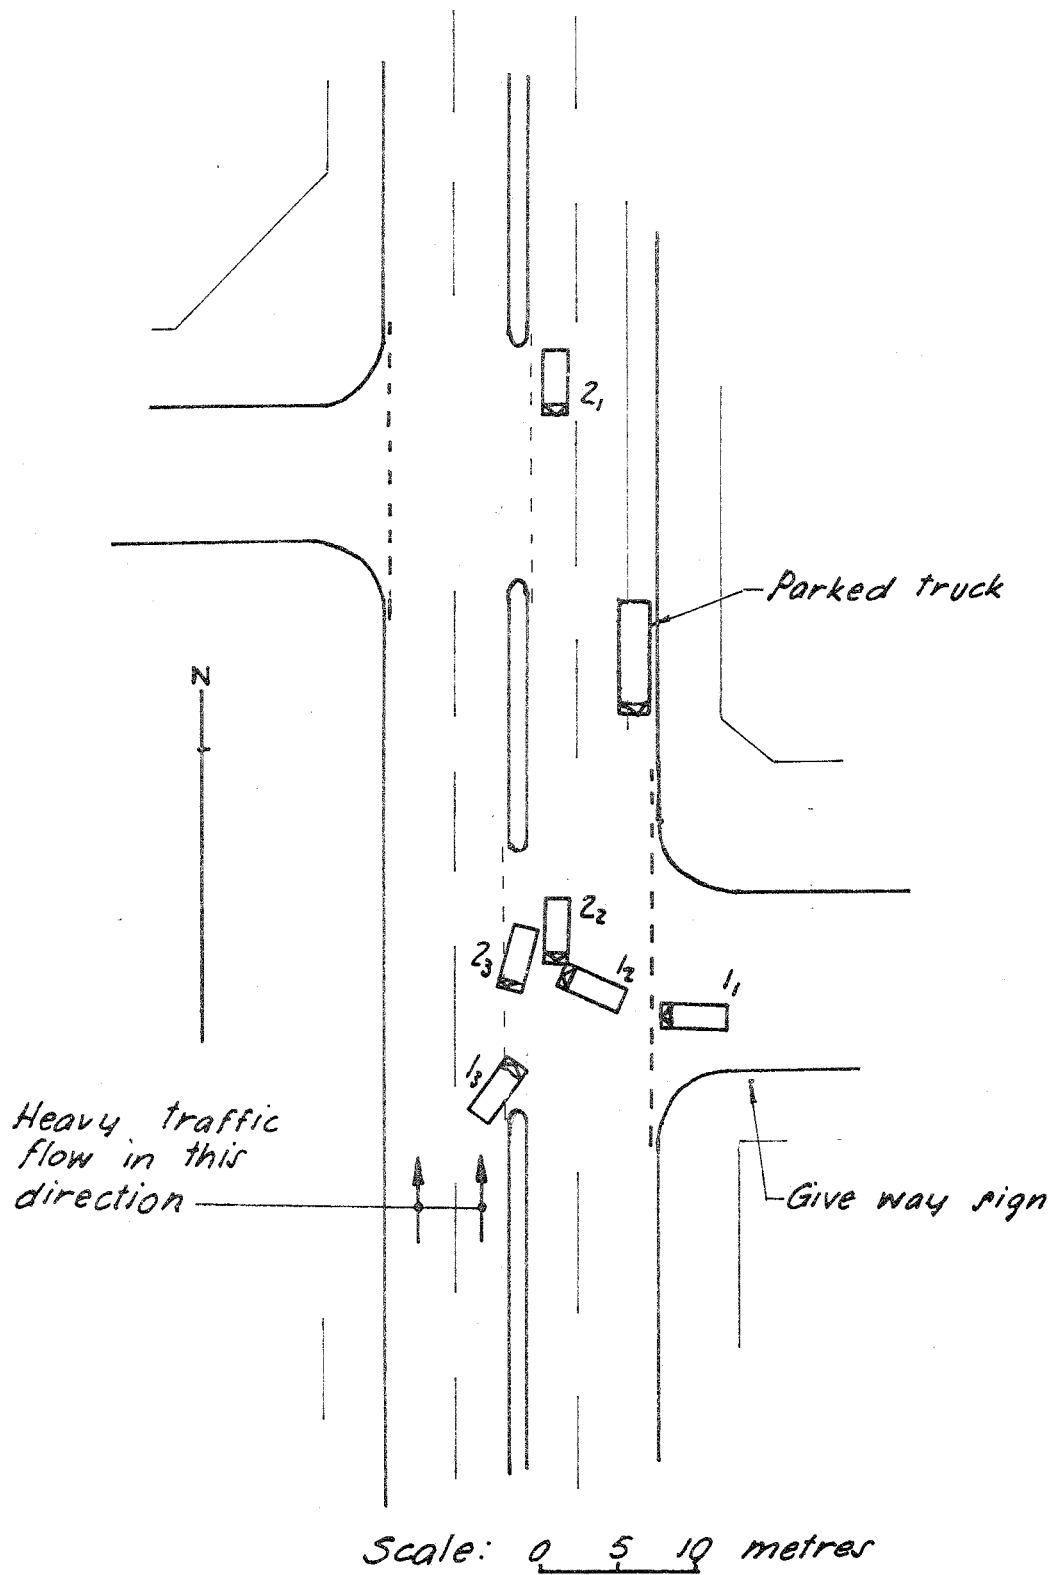 2₁
Parked truck
N
2₂
2₃
1₂
1₁
1₃
Heavy traffic
flow in this
direction
Give way sign
Scale: 0 5 10 metres